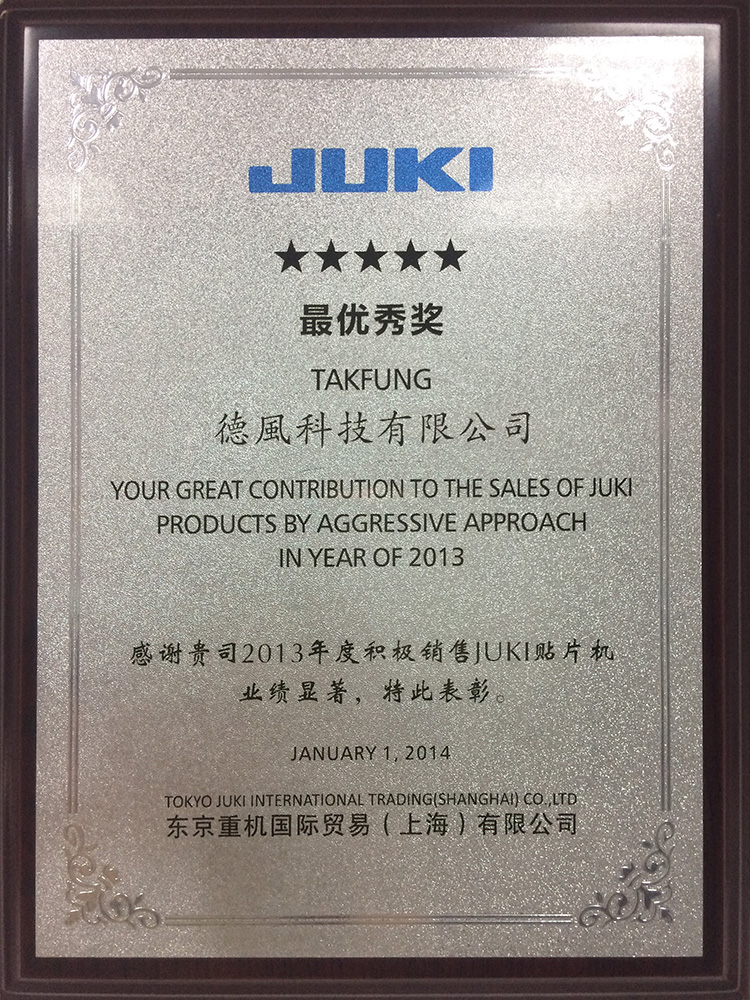 JUKI
★★★★★
最优秀奖
TAKFUNG
德風科技有限公司
YOUR GREAT CONTRIBUTION TO THE SALES OF JUKI
PRODUCTS BY AGGRESSIVE APPROACH
IN YEAR OF 2013
感谢贵司2013年度积极销售JUKI贴片机
业绩显著，特此表彰。
JANUARY 1, 2014
TOKYO JUKI INTERNATIONAL TRADING(SHANGHAI) CO.,LTD
东京重机国际贸易（上海）有限公司